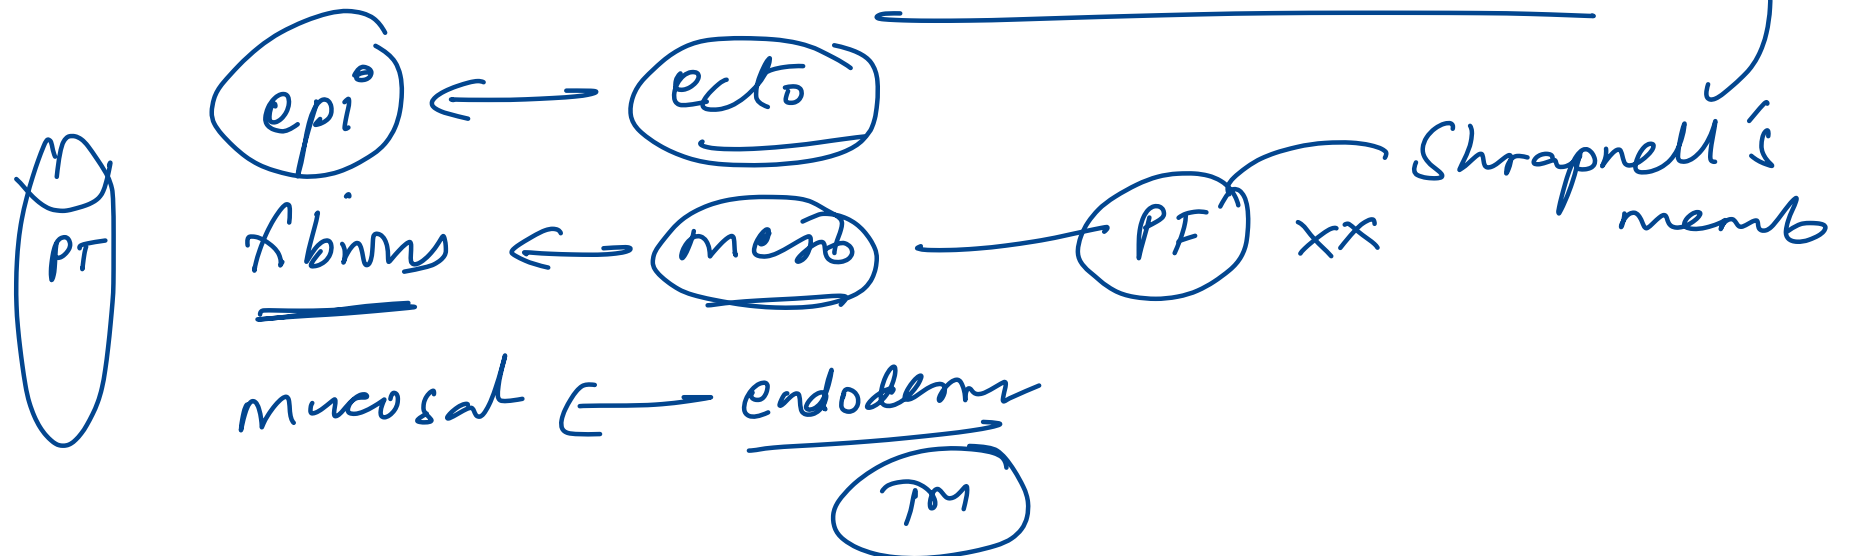 epi ← ecto
Shrapnell's
memb
PT
fibrous ← meso — PF xx
mucosal ← endoderm
TM